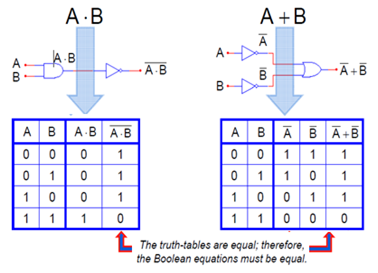 A·B
A + B
A
B
A·B
A̅·̅B̅
A
A̅
B
B̅
A̅ + B̅
A B A·B A̅·̅B̅
0 0 0 1
0 1 0 1
1 0 0 1
1 1 1 0
A B A̅ B̅ A̅+B̅
0 0 1 1 1
0 1 1 0 1
1 0 0 1 1
1 1 0 0 0
The truth-tables are equal; therefore,
the Boolean equations must be equal.